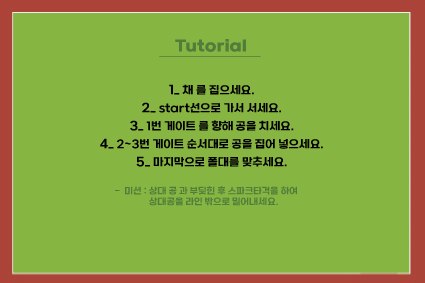 Tutorial
1_ 채 를 집으세요.
2_ start선으로 가서 서세요.
3_ 1번 게이트 를 향해 공을 치세요.
4_ 2~3번 게이트 순서대로 공을 집어 넣으세요.
5_ 마지막으로 폴대를 맞추세요.
- 미션 : 상대 공 과 부딪힌 후 스파크타격을 하여
상대공을 라인 밖으로 밀어내세요.